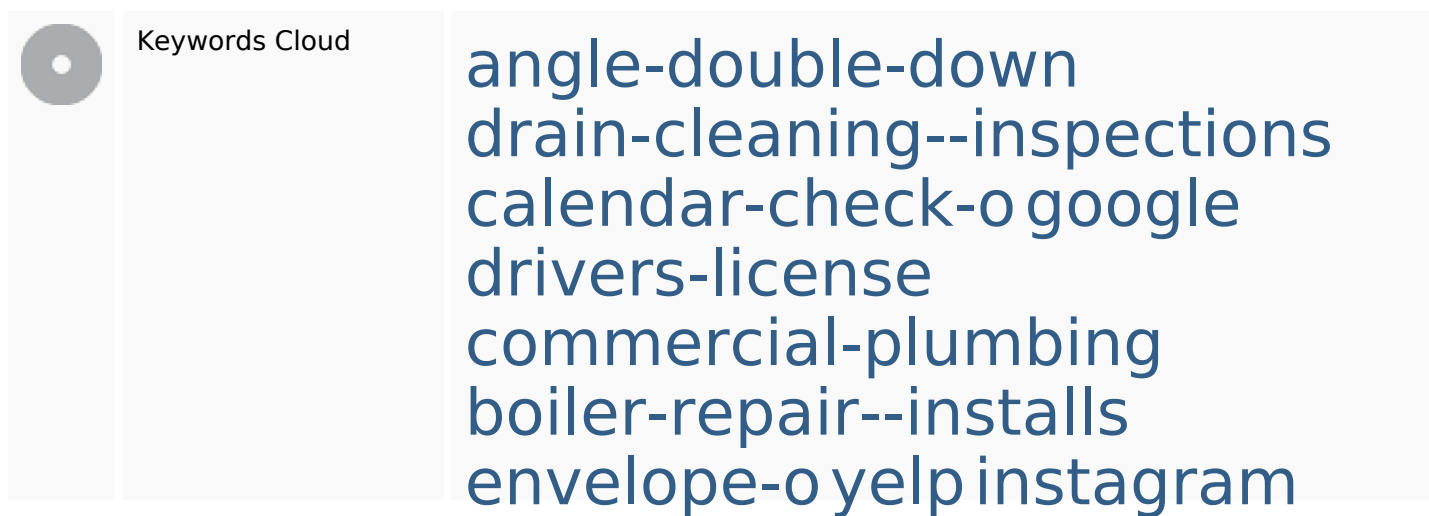 Keywords Cloud
angle-double-down
drain-cleaning--inspections
calendar-check-o google
drivers-license
commercial-plumbing
boiler-repair--installs
envelope-o yelp instagram